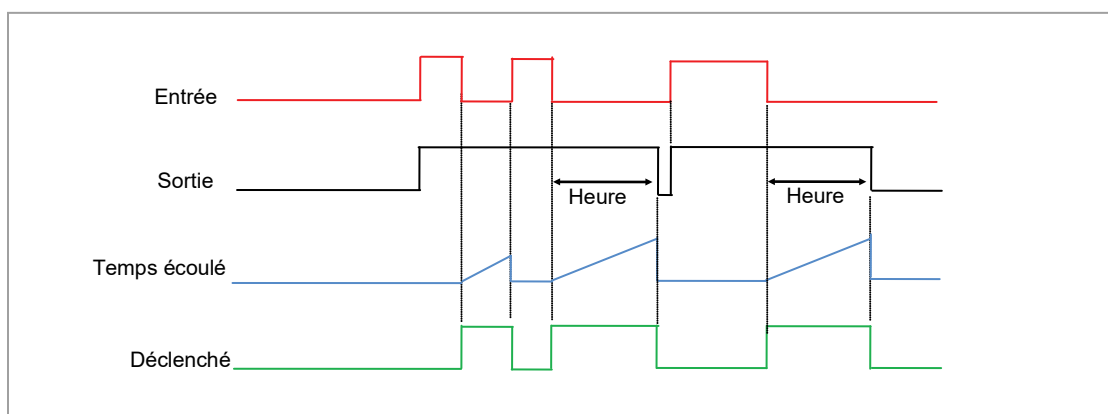 Entrée
Sortie
Heure
Heure
Temps écoulé
Déclenché